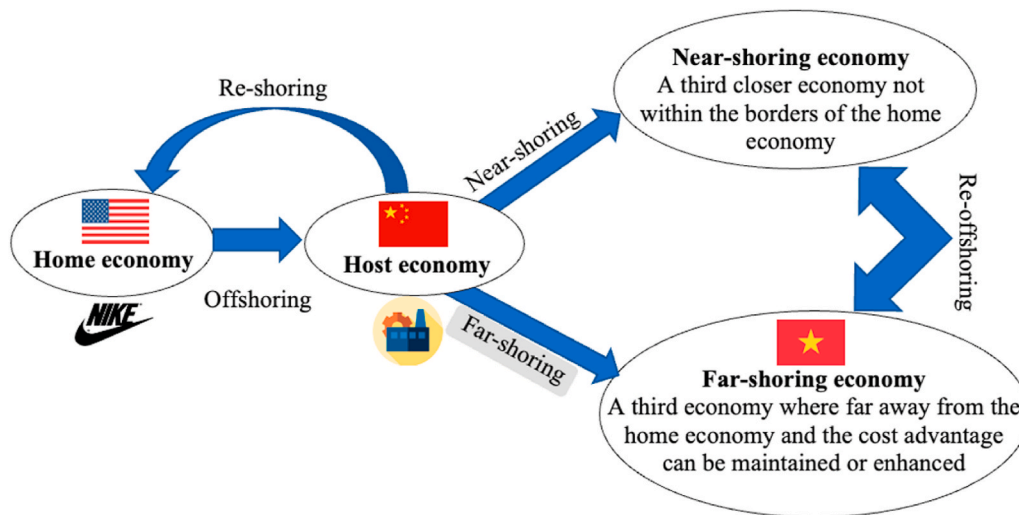 Re-shoring
Home economy
NIKE
Offshoring
Host economy
Near-shoring
Far-shoring
Near-shoring economy
A third closer economy not
within the borders of the home
economy
Re-offshoring
Far-shoring economy
A third economy where far away from the
home economy and the cost advantage
can be maintained or enhanced